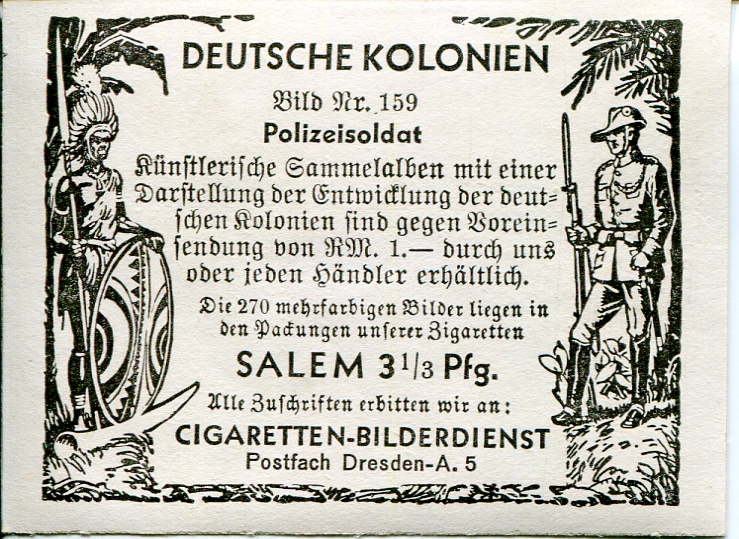 DEUTSCHE KOLONIEN
Bild Nr. 159
Polizeisoldat
Künstlerische Sammelalben mit einer
Darstellung der Entwicklung der deut-
schen Kolonien sind gegen Vorein-
sendung von RM. 1.— durch uns
oder jeden Händler erhältlich.
Die 270 mehrfarbigen Bilder liegen in
den Packungen unserer Zigaretten
SALEM 3 1/3 Pfg.
Alle Zuschriften erbitten wir an:
CIGARETTEN-BILDERDIENST
Postfach Dresden-A. 5